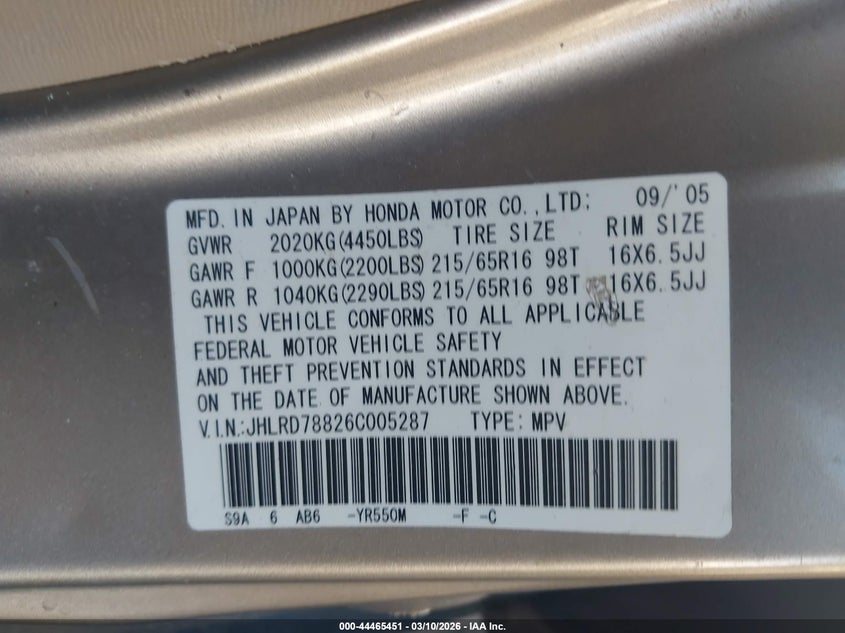 MFD. IN JAPAN BY HONDA MOTOR CO.,LTD: 09/'05
GVWR 2020KG(4450LBS) TIRE SIZE RIM SIZE
GAWR F 1000KG(2200LBS) 215/65R16 98T 16X6.5JJ
GAWR R 1040KG(2290LBS) 215/65R16 98T 16X6.5JJ
THIS VEHICLE CONFORMS TO ALL APPLICABLE
FEDERAL MOTOR VEHICLE SAFETY
AND THEFT PREVENTION STANDARDS IN EFFECT
ON THE DATE OF MANUFACTURE SHOWN ABOVE.
V.I.N.:JHLRD78826C005287 TYPE: MPV
S9A 6 AB6 -YR550M -F -C
000-44465451 - 03/10/2026 - IAA Inc.